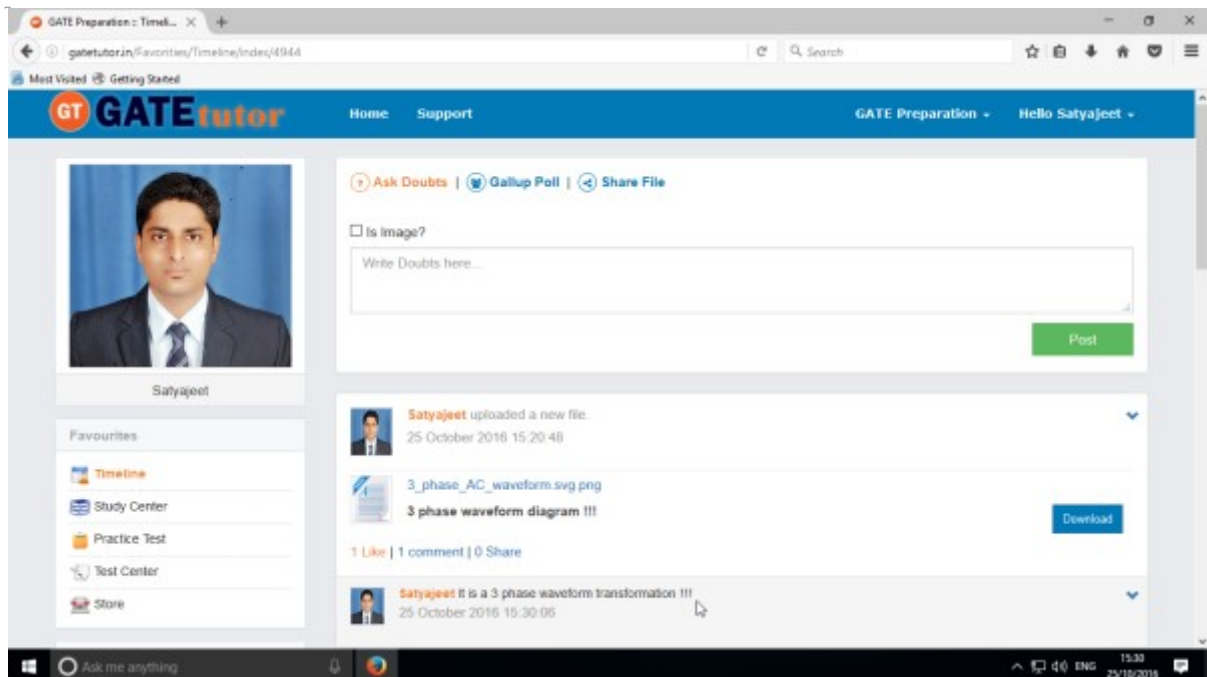 GATE Preparation :: Timeli...
gatetutor.in/Favorities/Timeline/Index/4944
Search
Most Visited Getting Started
GT GATEtutor Home Support GATE Preparation Hello Satyajeet
Ask Doubts | Gallup Poll | Share File
Is Image?
Write Doubts here...
Post
Satyajeet
Favourites
Timeline
Study Center
Practice Test
Test Center
Store
Satyajeet uploaded a new file.
25 October 2016 15:20:48
3_phase_AC_waveform.svg.png
3 phase waveform diagram !!!
Download
1 Like | 1 comment | 0 Share
Satyajeet It is a 3 phase waveform transformation !!!
25 October 2016 15:30:06
Ask me anything
ENG
15:30
25/10/2016